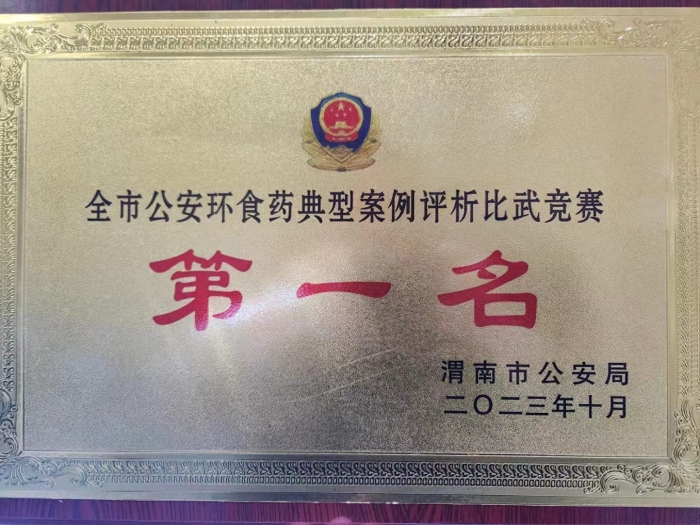 全市公安环食药典型案例评析比武竞赛
第一名
渭南市公安局
二〇二三年十月